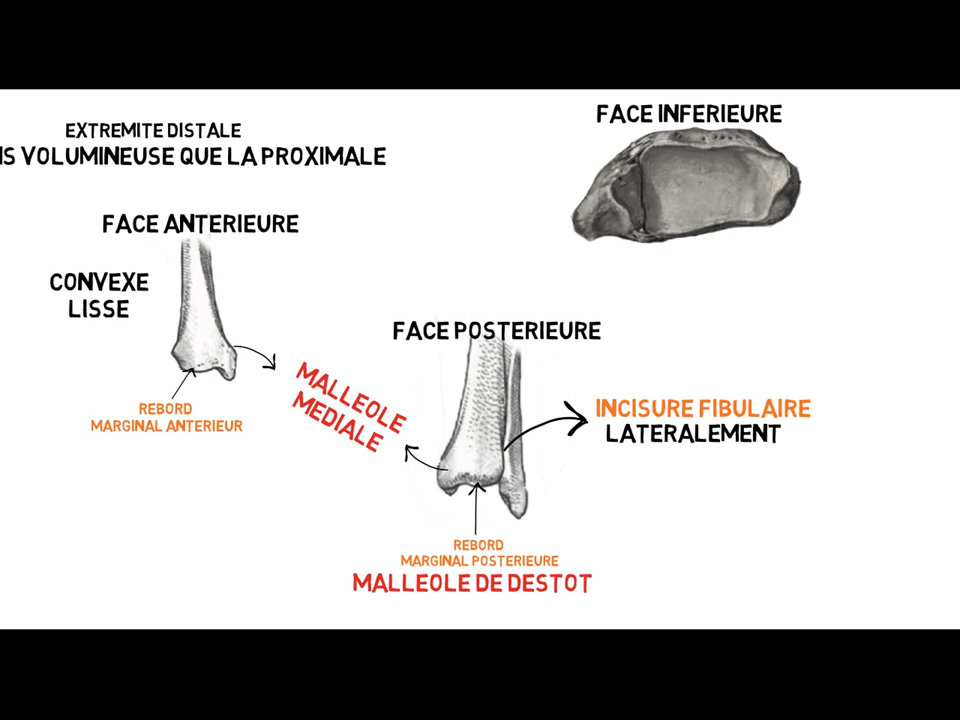 EXTREMITE DISTALE
VOLUMINEUSE QUE LA PROXIMALE
FACE ANTERIEURE
CONVEXE
LISSE
REBORD
MARGINAL ANTERIEUR
MALLEOLE
MEDIALE
FACE INFERIEURE
FACE POSTERIEURE
INCISURE FIBULAIRE
LATERALEMENT
REBORD
MARGINAL POSTERIEURE
MALLEOLE DE DESTOT